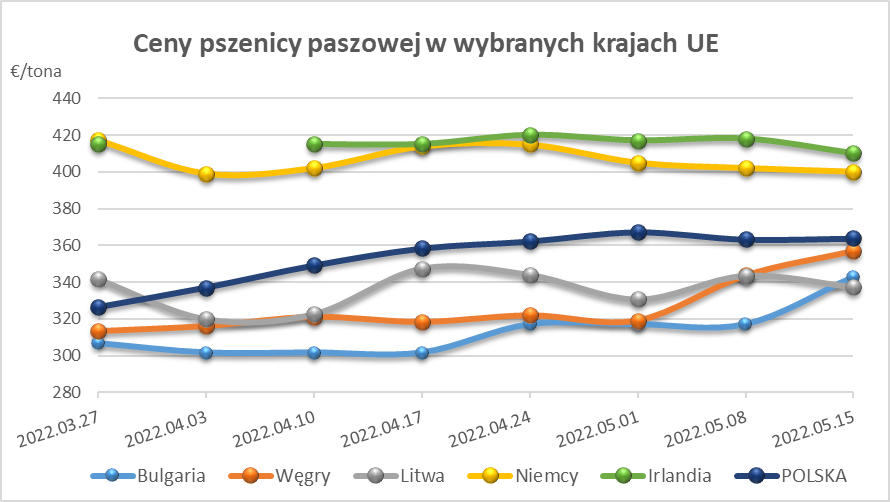 Ceny pszenicy paszowej w wybranych krajach UE
€/tona
440
420
400
380
360
340
320
300
280
2022.03.27 2022.04.03 2022.04.10 2022.04.17 2022.04.24 2022.05.01 2022.05.08 2022.05.15
Bulgaria Węgry Litwa Niemcy Irlandia POLSKA